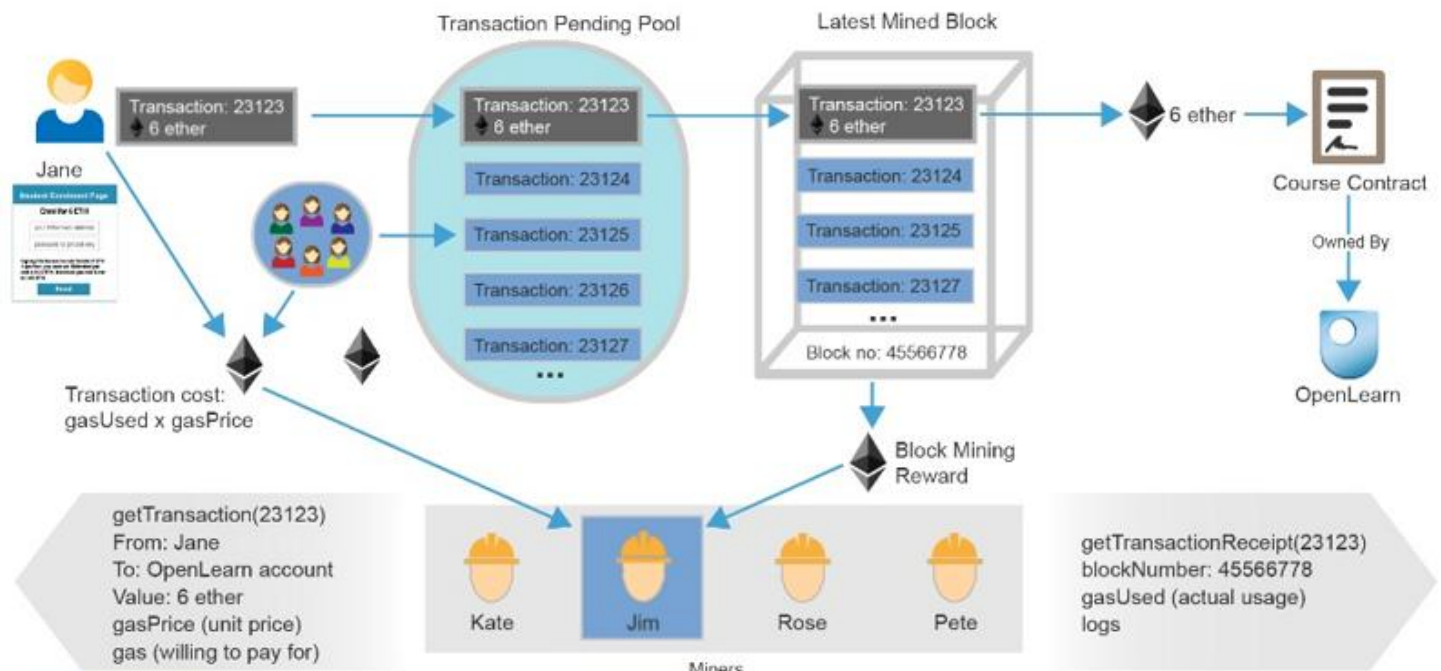 Transaction Pending Pool
Latest Mined Block
Transaction: 23123
6 ether
Jane
Student Enrolment Page
Transaction: 23123
6 ether
Transaction: 23124
Transaction: 23125
Transaction: 23126
Transaction: 23127
...
Transaction: 23123
6 ether
Transaction: 23124
Transaction: 23125
Transaction: 23127
...
Block no: 45566778
6 ether
Course Contract
Owned By
OpenLearn
Transaction cost:
gasUsed x gasPrice
Block Mining
Reward
getTransaction(23123)
From: Jane
To: OpenLearn account
Value: 6 ether
gasPrice (unit price)
gas (willing to pay for)
Kate
Jim
Rose
Pete
Miners
getTransactionReceipt(23123)
blockNumber: 45566778
gasUsed (actual usage)
logs